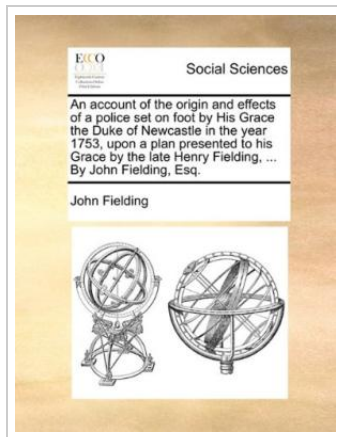 ECCO
Social Sciences
An account of the origin and effects
of a police set on foot by His Grace
the Duke of Newcastle in the year
1753, upon a plan presented to his
Grace by the late Henry Fielding, ...
By John Fielding, Esq.
John Fielding